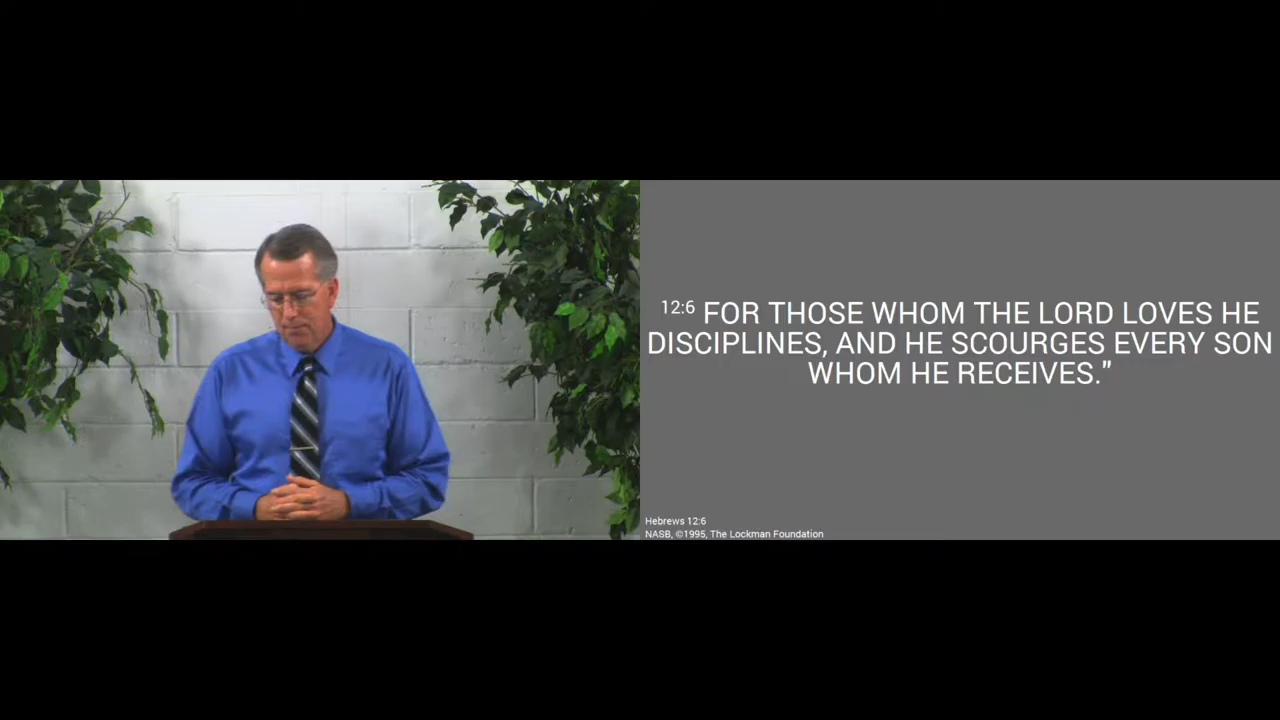 12:6 FOR THOSE WHOM THE LORD LOVES HE
DISCIPLINES, AND HE SCOURGES EVERY SON
WHOM HE RECEIVES."
Hebrews 12:6
NASB, ©1995, The Lockman Foundation